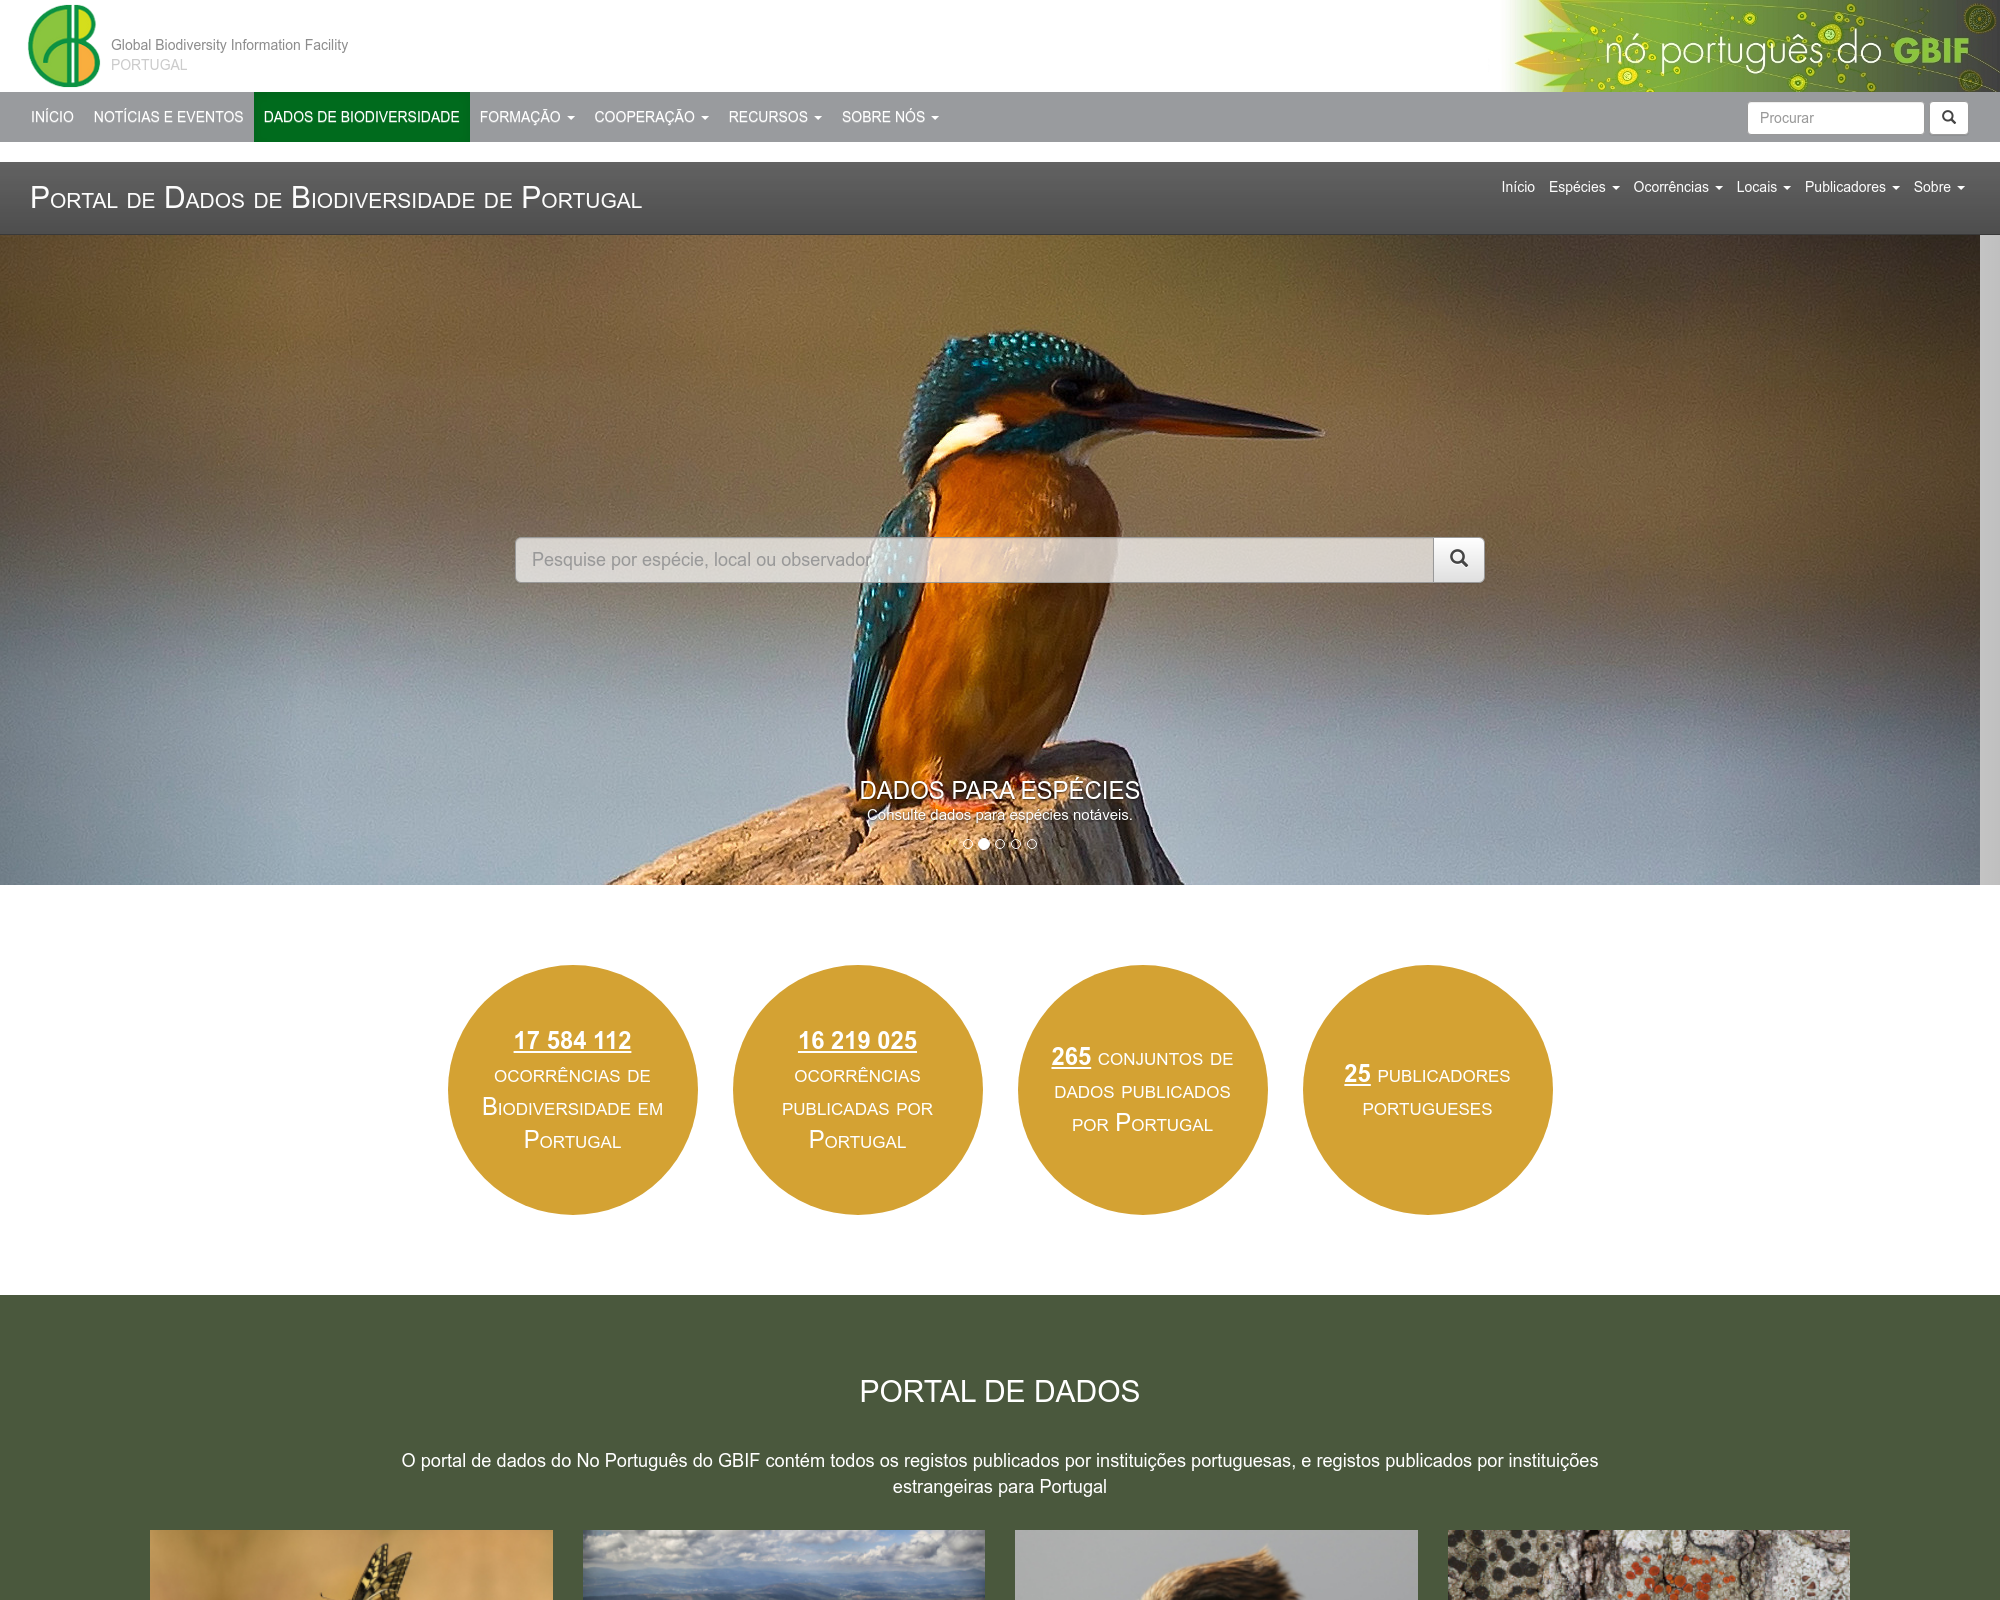 Global Biodiversity Information Facility
PORTUGAL
nó português do GBIF
INÍCIO NOTÍCIAS E EVENTOS DADOS DE BIODIVERSIDADE FORMAÇÃO COOPERAÇÃO RECURSOS SOBRE NÓS
Procurar
Portal de Dados de Biodiversidade de Portugal
Início Espécies Ocorrências Locais Publicadores Sobre
Pesquise por espécie, local ou observador
DADOS PARA ESPÉCIES
Consulte dados para espécies notáveis.
17 584 112
ocorrências de
Biodiversidade em
Portugal
16 219 025
ocorrências
publicadas por
Portugal
265 conjuntos de
dados publicados
por Portugal
25 publicadores
portugueses
PORTAL DE DADOS
O portal de dados do No Português do GBIF contém todos os registos publicados por instituições portuguesas, e registos publicados por instituições
estrangeiras para Portugal